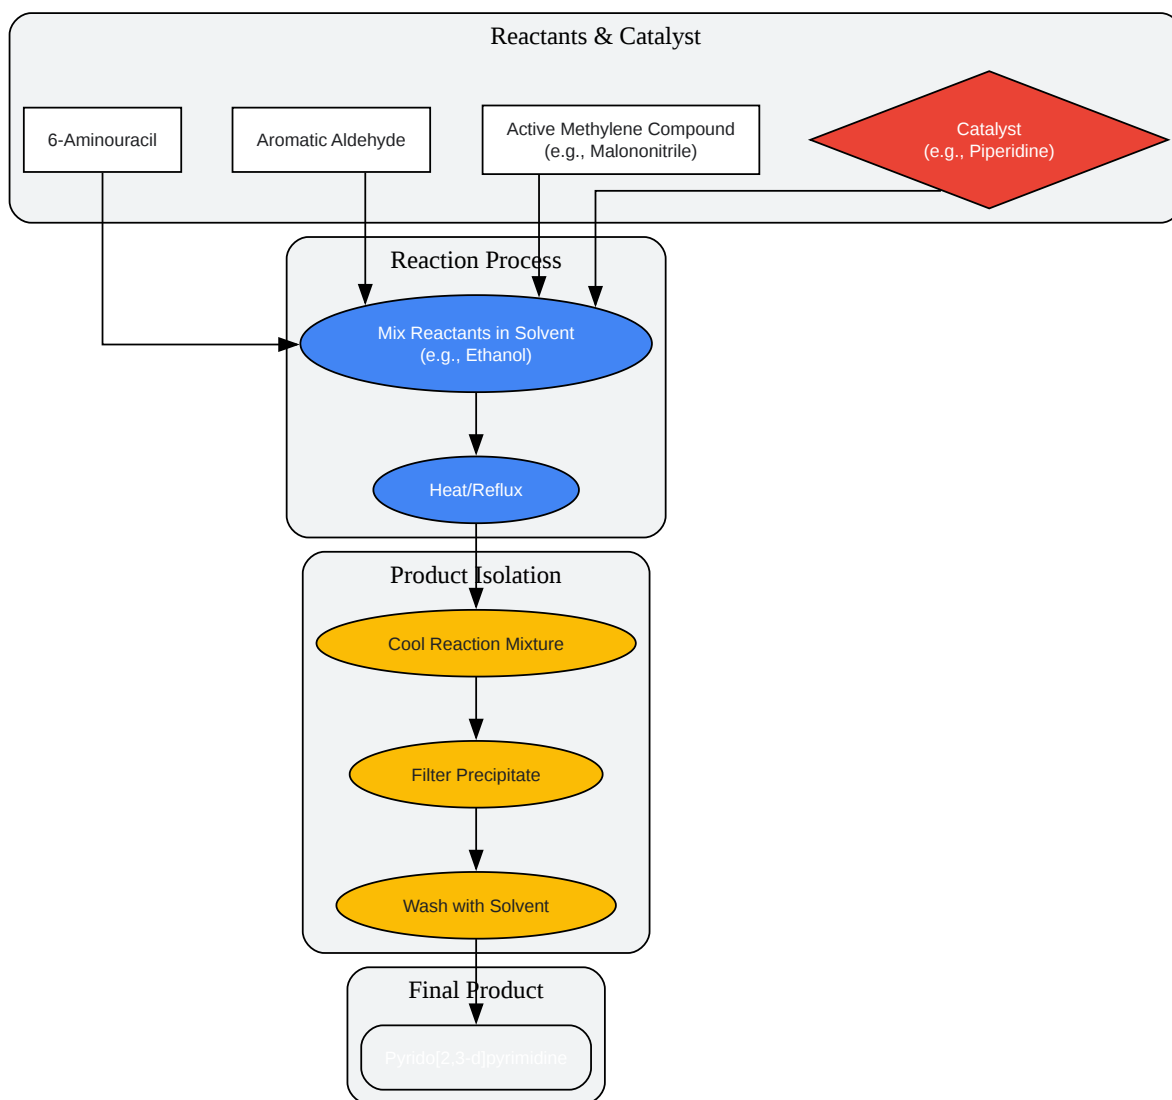 Reactants & Catalyst
6-Aminouracil
Aromatic Aldehyde
Active Methylene Compound
(e.g., Malononitrile)
Catalyst
(e.g., Piperidine)
Reaction Process
Mix Reactants in Solvent
(e.g., Ethanol)
Heat/Reflux
Product Isolation
Cool Reaction Mixture
Filter Precipitate
Wash with Solvent
Final Product
Pyrido[2,3-d]pyrimidine